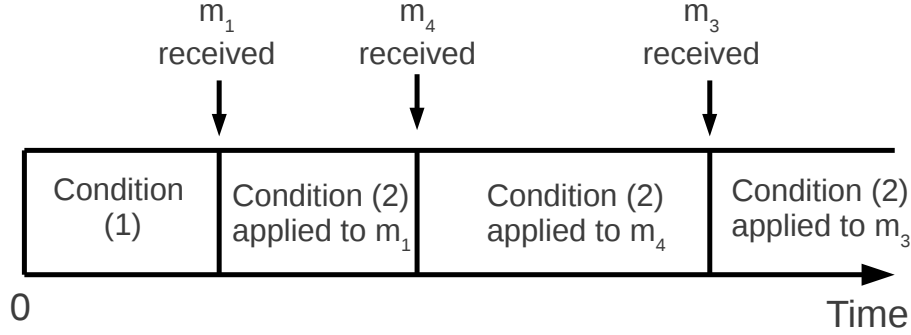 m₁
received
m₄
received
m₃
received
Condition
(1)
Condition (2)
applied to m₁
Condition (2)
applied to m₄
Condition (2)
applied to m₃
0
Time